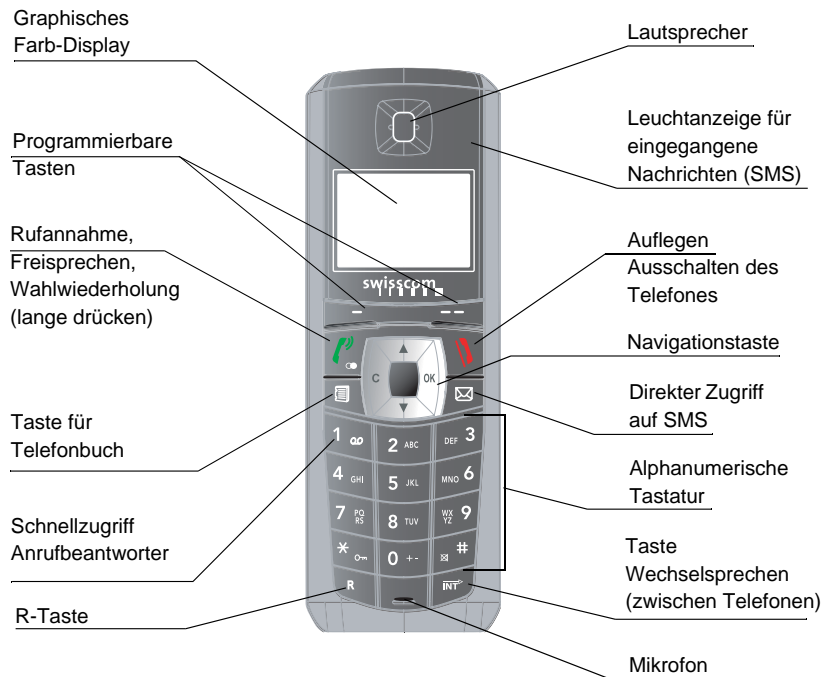 Graphisches
Farb-Display
Programmierbare
Tasten
Rufannahme,
Freisprechen,
Wahlwiederholung
(lange drücken)
Taste für
Telefonbuch
Schnellzugriff
Anrufbeantworter
R-Taste
swisscom
C
OK
1
2 ABC
DEF 3
4 GHI
5 JKL
MNO 6
7 PQ
RS
8 TUV
WX
YZ 9
*
0 +-
#
R
INT
Lautsprecher
Leuchtanzeige für
eingegangene
Nachrichten (SMS)
Auflegen
Ausschalten des
Telefones
Navigationstaste
Direkter Zugriff
auf SMS
Alphanumerische
Tastatur
Taste
Wechselsprechen
(zwischen Telefonen)
Mikrofon